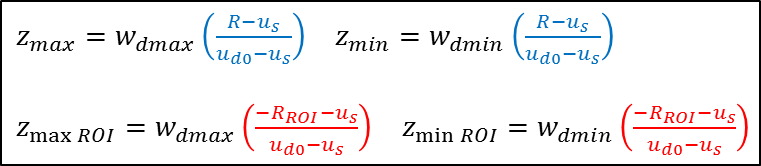 z_max = w_dmax ((R−u_s)/(u_d0−u_s))   z_min = w_dmin ((R−u_s)/(u_d0−u_s))
z_max ROI = w_dmax ((−R_ROI−u_s)/(u_d0−u_s))   z_min ROI = w_dmin ((−R_ROI−u_s)/(u_d0−u_s))